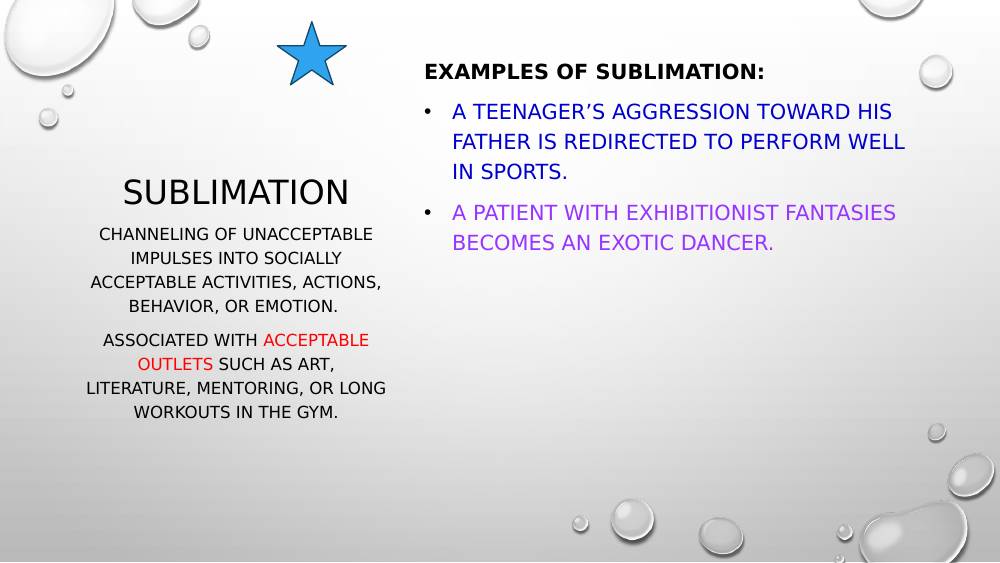 SUBLIMATION
CHANNELING OF UNACCEPTABLE
IMPULSES INTO SOCIALLY
ACCEPTABLE ACTIVITIES, ACTIONS,
BEHAVIOR, OR EMOTION.
ASSOCIATED WITH ACCEPTABLE
OUTLETS SUCH AS ART,
LITERATURE, MENTORING, OR LONG
WORKOUTS IN THE GYM.
EXAMPLES OF SUBLIMATION:
• A TEENAGER’S AGGRESSION TOWARD HIS
FATHER IS REDIRECTED TO PERFORM WELL
IN SPORTS.
• A PATIENT WITH EXHIBITIONIST FANTASIES
BECOMES AN EXOTIC DANCER.